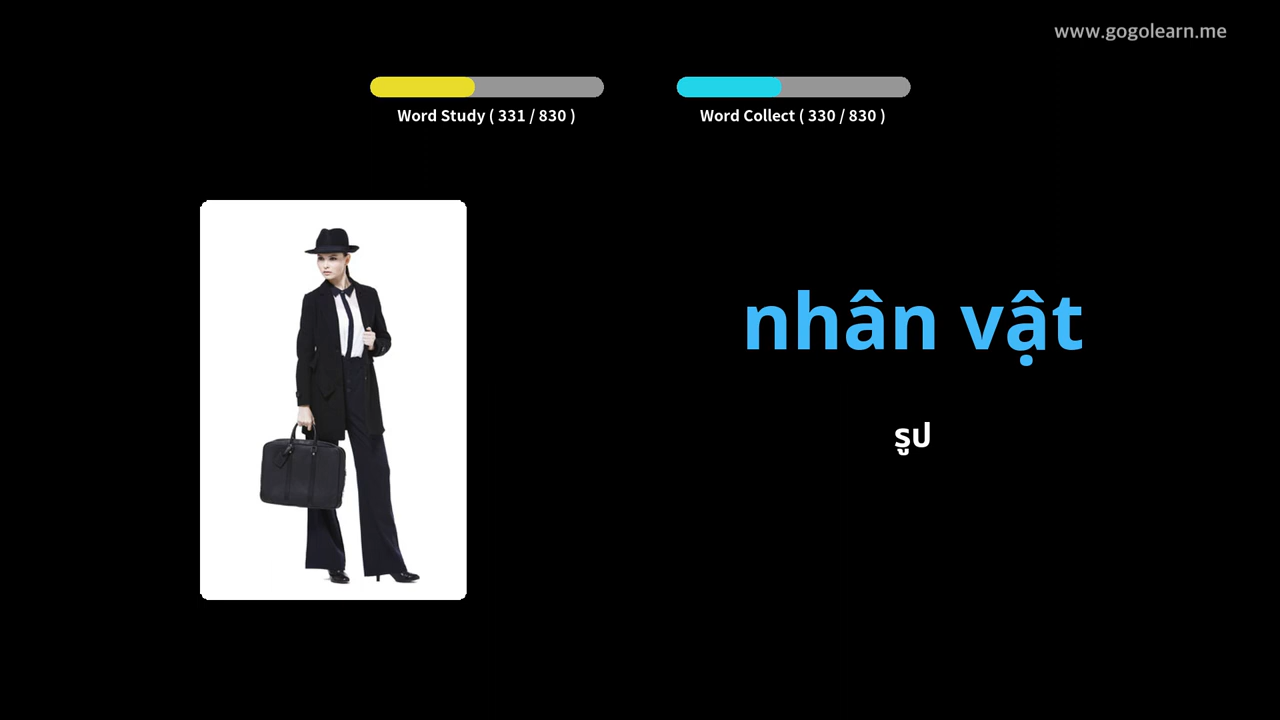 www.gogolearn.me
Word Study ( 331 / 830 )
Word Collect ( 330 / 830 )
nhân vật
รูป